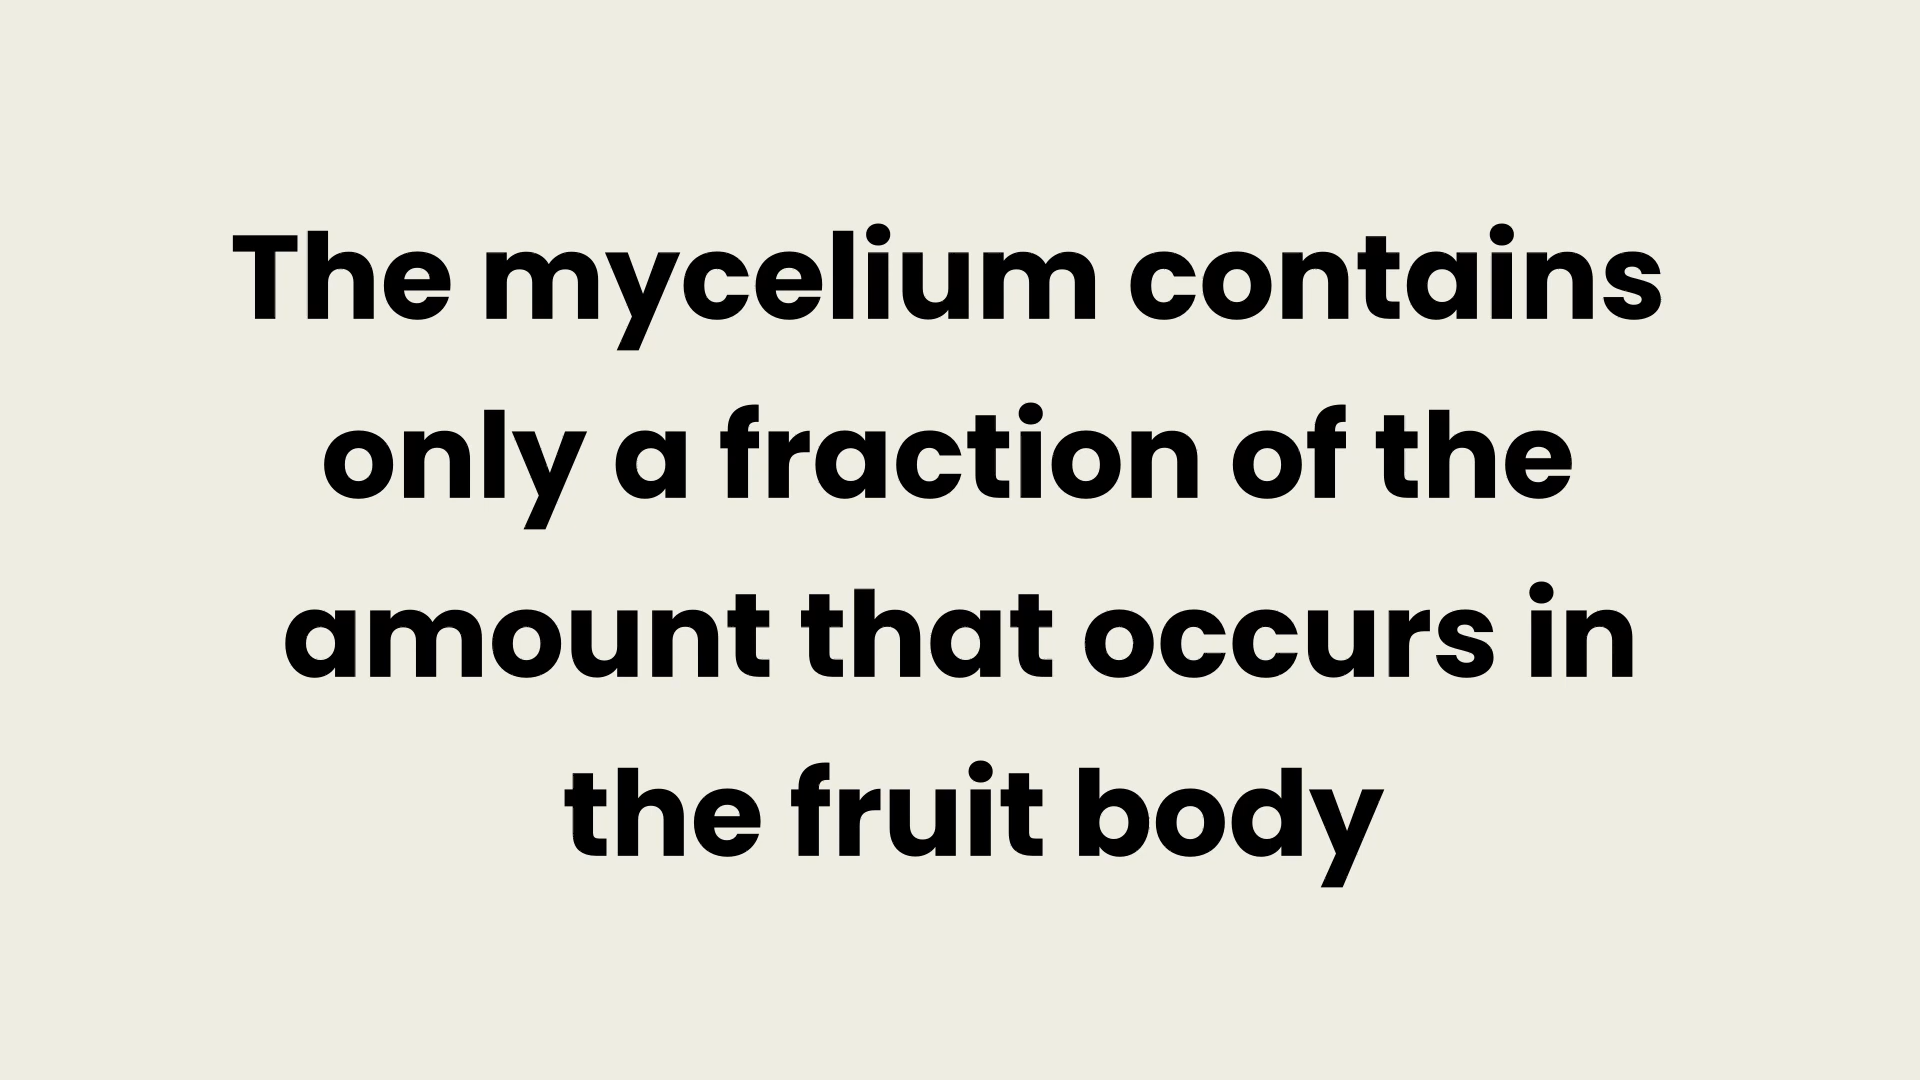 The mycelium contains
only a fraction of the
amount that occurs in
the fruit body